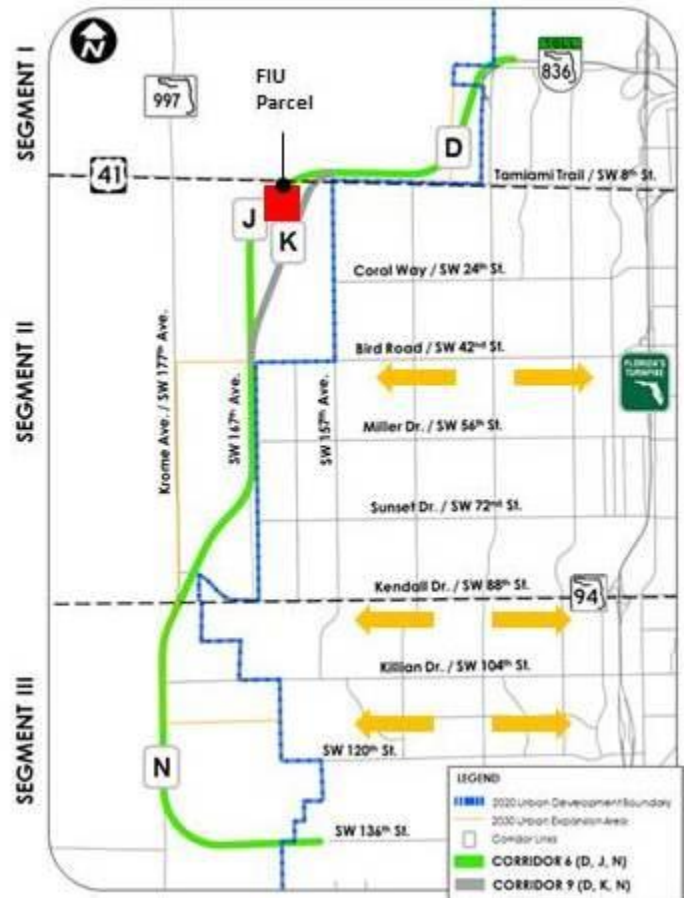 SEGMENT I
SEGMENT II
SEGMENT III
N
997
FIU
Parcel
836
41
D
Tamiami Trail / SW 8th St.
J
K
Coral Way / SW 24th St.
Bird Road / SW 42nd St.
FLORIDA'S
TURNPIKE
Krome Ave. / SW 177th Ave.
SW 167th Ave.
SW 157th Ave.
Miller Dr. / SW 56th St.
Sunset Dr. / SW 72nd St.
Kendall Dr. / SW 88th St.
94
Killian Dr. / SW 104th St.
N
SW 120th St.
SW 136th St.
LEGEND
2020 Urban Development Boundary
2030 Urban Expansion Area
Corridor Links
CORRIDOR 6 (D, J, N)
CORRIDOR 9 (D, K, N)